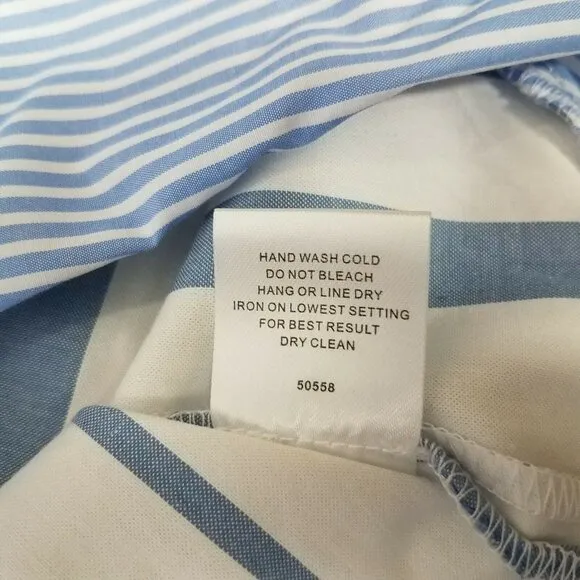 HAND WASH COLD
DO NOT BLEACH
HANG OR LINE DRY
IRON ON LOWEST SETTING
FOR BEST RESULT
DRY CLEAN
50558